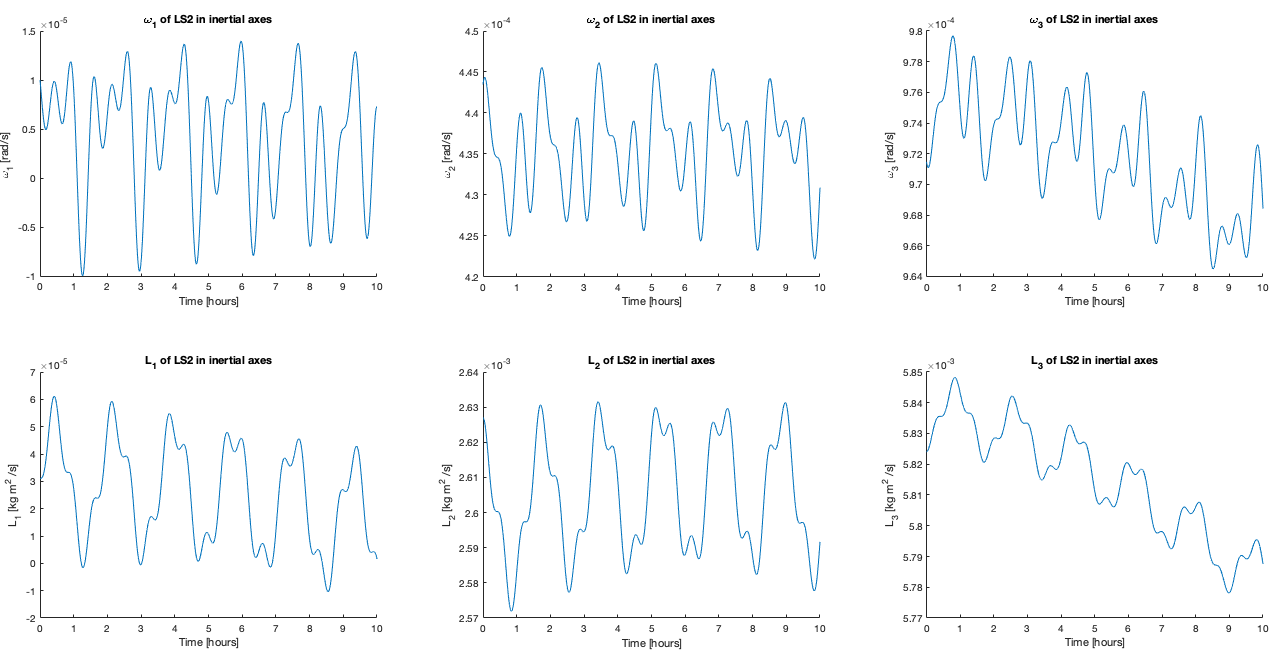 ω1 of LS2 in inertial axes
×10-5
1.5
1
0.5
0
-0.5
-1
ω1 [rad/s]
0 1 2 3 4 5 6 7 8 9 10
Time [hours]
ω2 of LS2 in inertial axes
×10-4
4.5
4.45
4.4
4.35
4.3
4.25
4.2
ω2 [rad/s]
0 1 2 3 4 5 6 7 8 9 10
Time [hours]
ω3 of LS2 in inertial axes
×10-4
9.8
9.78
9.76
9.74
9.72
9.7
9.68
9.66
9.64
ω3 [rad/s]
0 1 2 3 4 5 6 7 8 9 10
Time [hours]
L1 of LS2 in inertial axes
×10-5
7
6
5
4
3
2
1
0
-1
-2
L1 [kg m2 /s]
0 1 2 3 4 5 6 7 8 9 10
Time [hours]
L2 of LS2 in inertial axes
×10-3
2.64
2.63
2.62
2.61
2.6
2.59
2.58
2.57
L2 [kg m2 /s]
0 1 2 3 4 5 6 7 8 9 10
Time [hours]
L3 of LS2 in inertial axes
×10-3
5.85
5.84
5.83
5.82
5.81
5.8
5.79
5.78
5.77
L3 [kg m2 /s]
0 1 2 3 4 5 6 7 8 9 10
Time [hours]